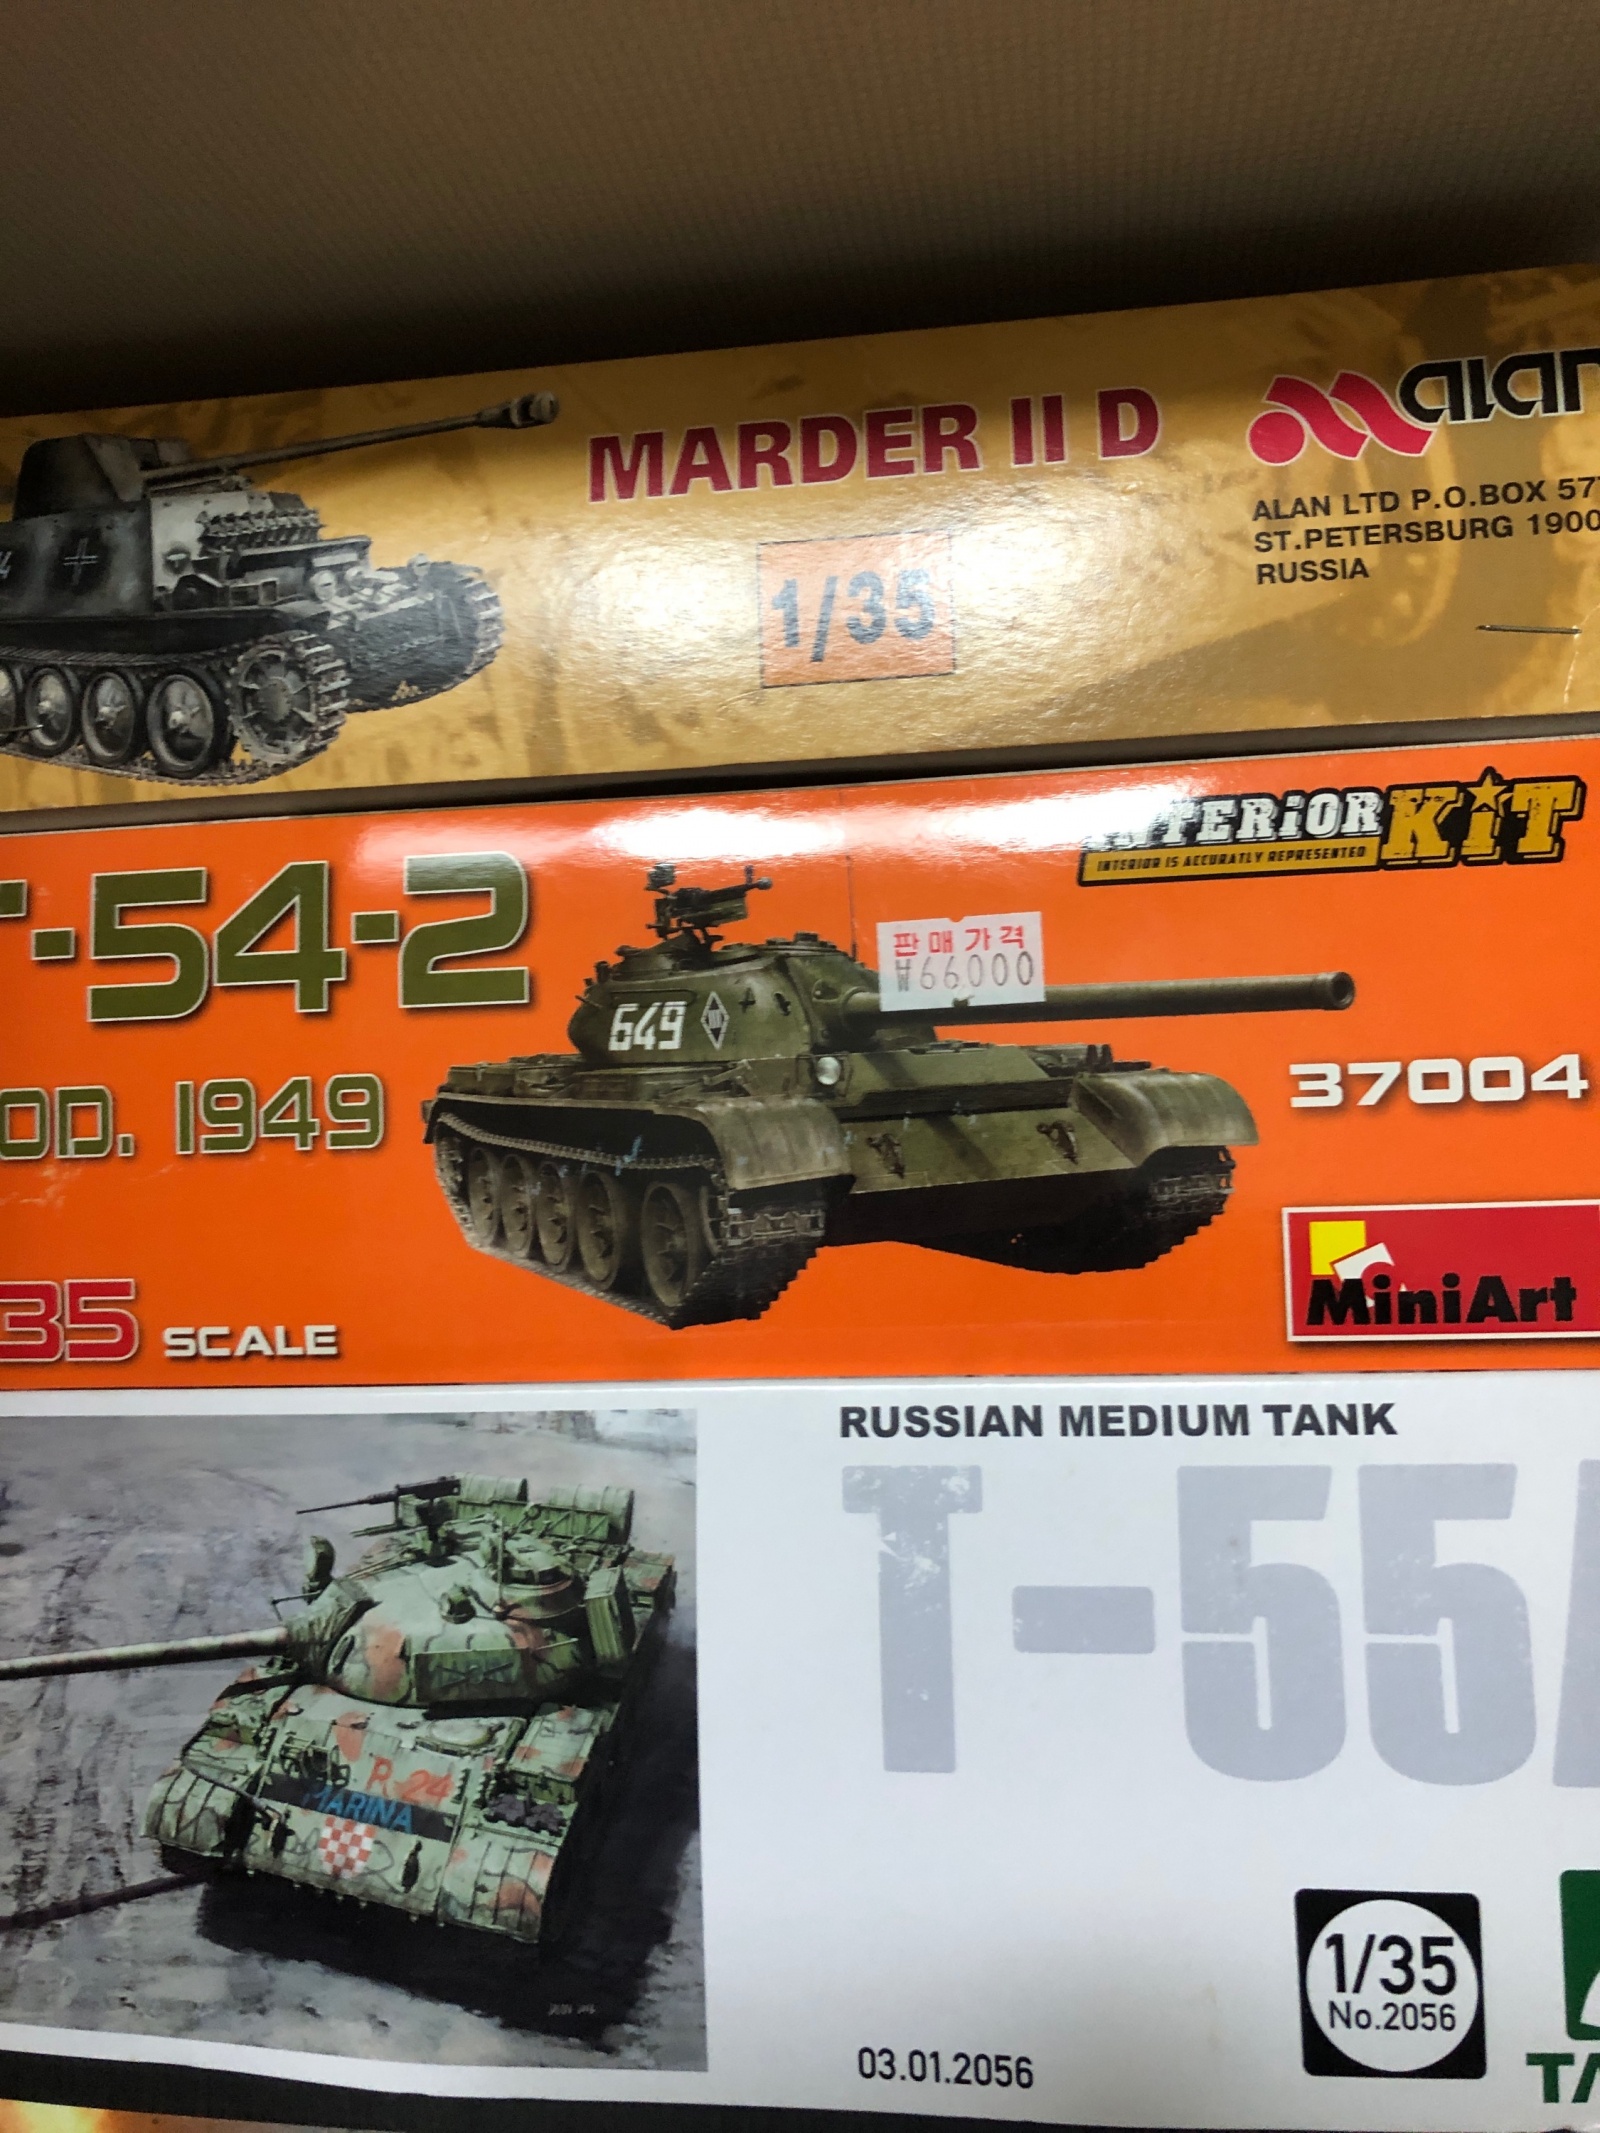 MARDER II D
1/35
alan
ALAN LTD P.O.BOX 57
ST.PETERSBURG 1900
RUSSIA
INTERIOR KIT
INTERIOR IS ACCURATLY REPRESENTED
T-54-2
판매가격
₩66000
649
OD. 1949
37004
35 SCALE
MiniArt
RUSSIAN MEDIUM TANK
T-55A
R-24
MARINA
1/35
No.2056
03.01.2056
TA